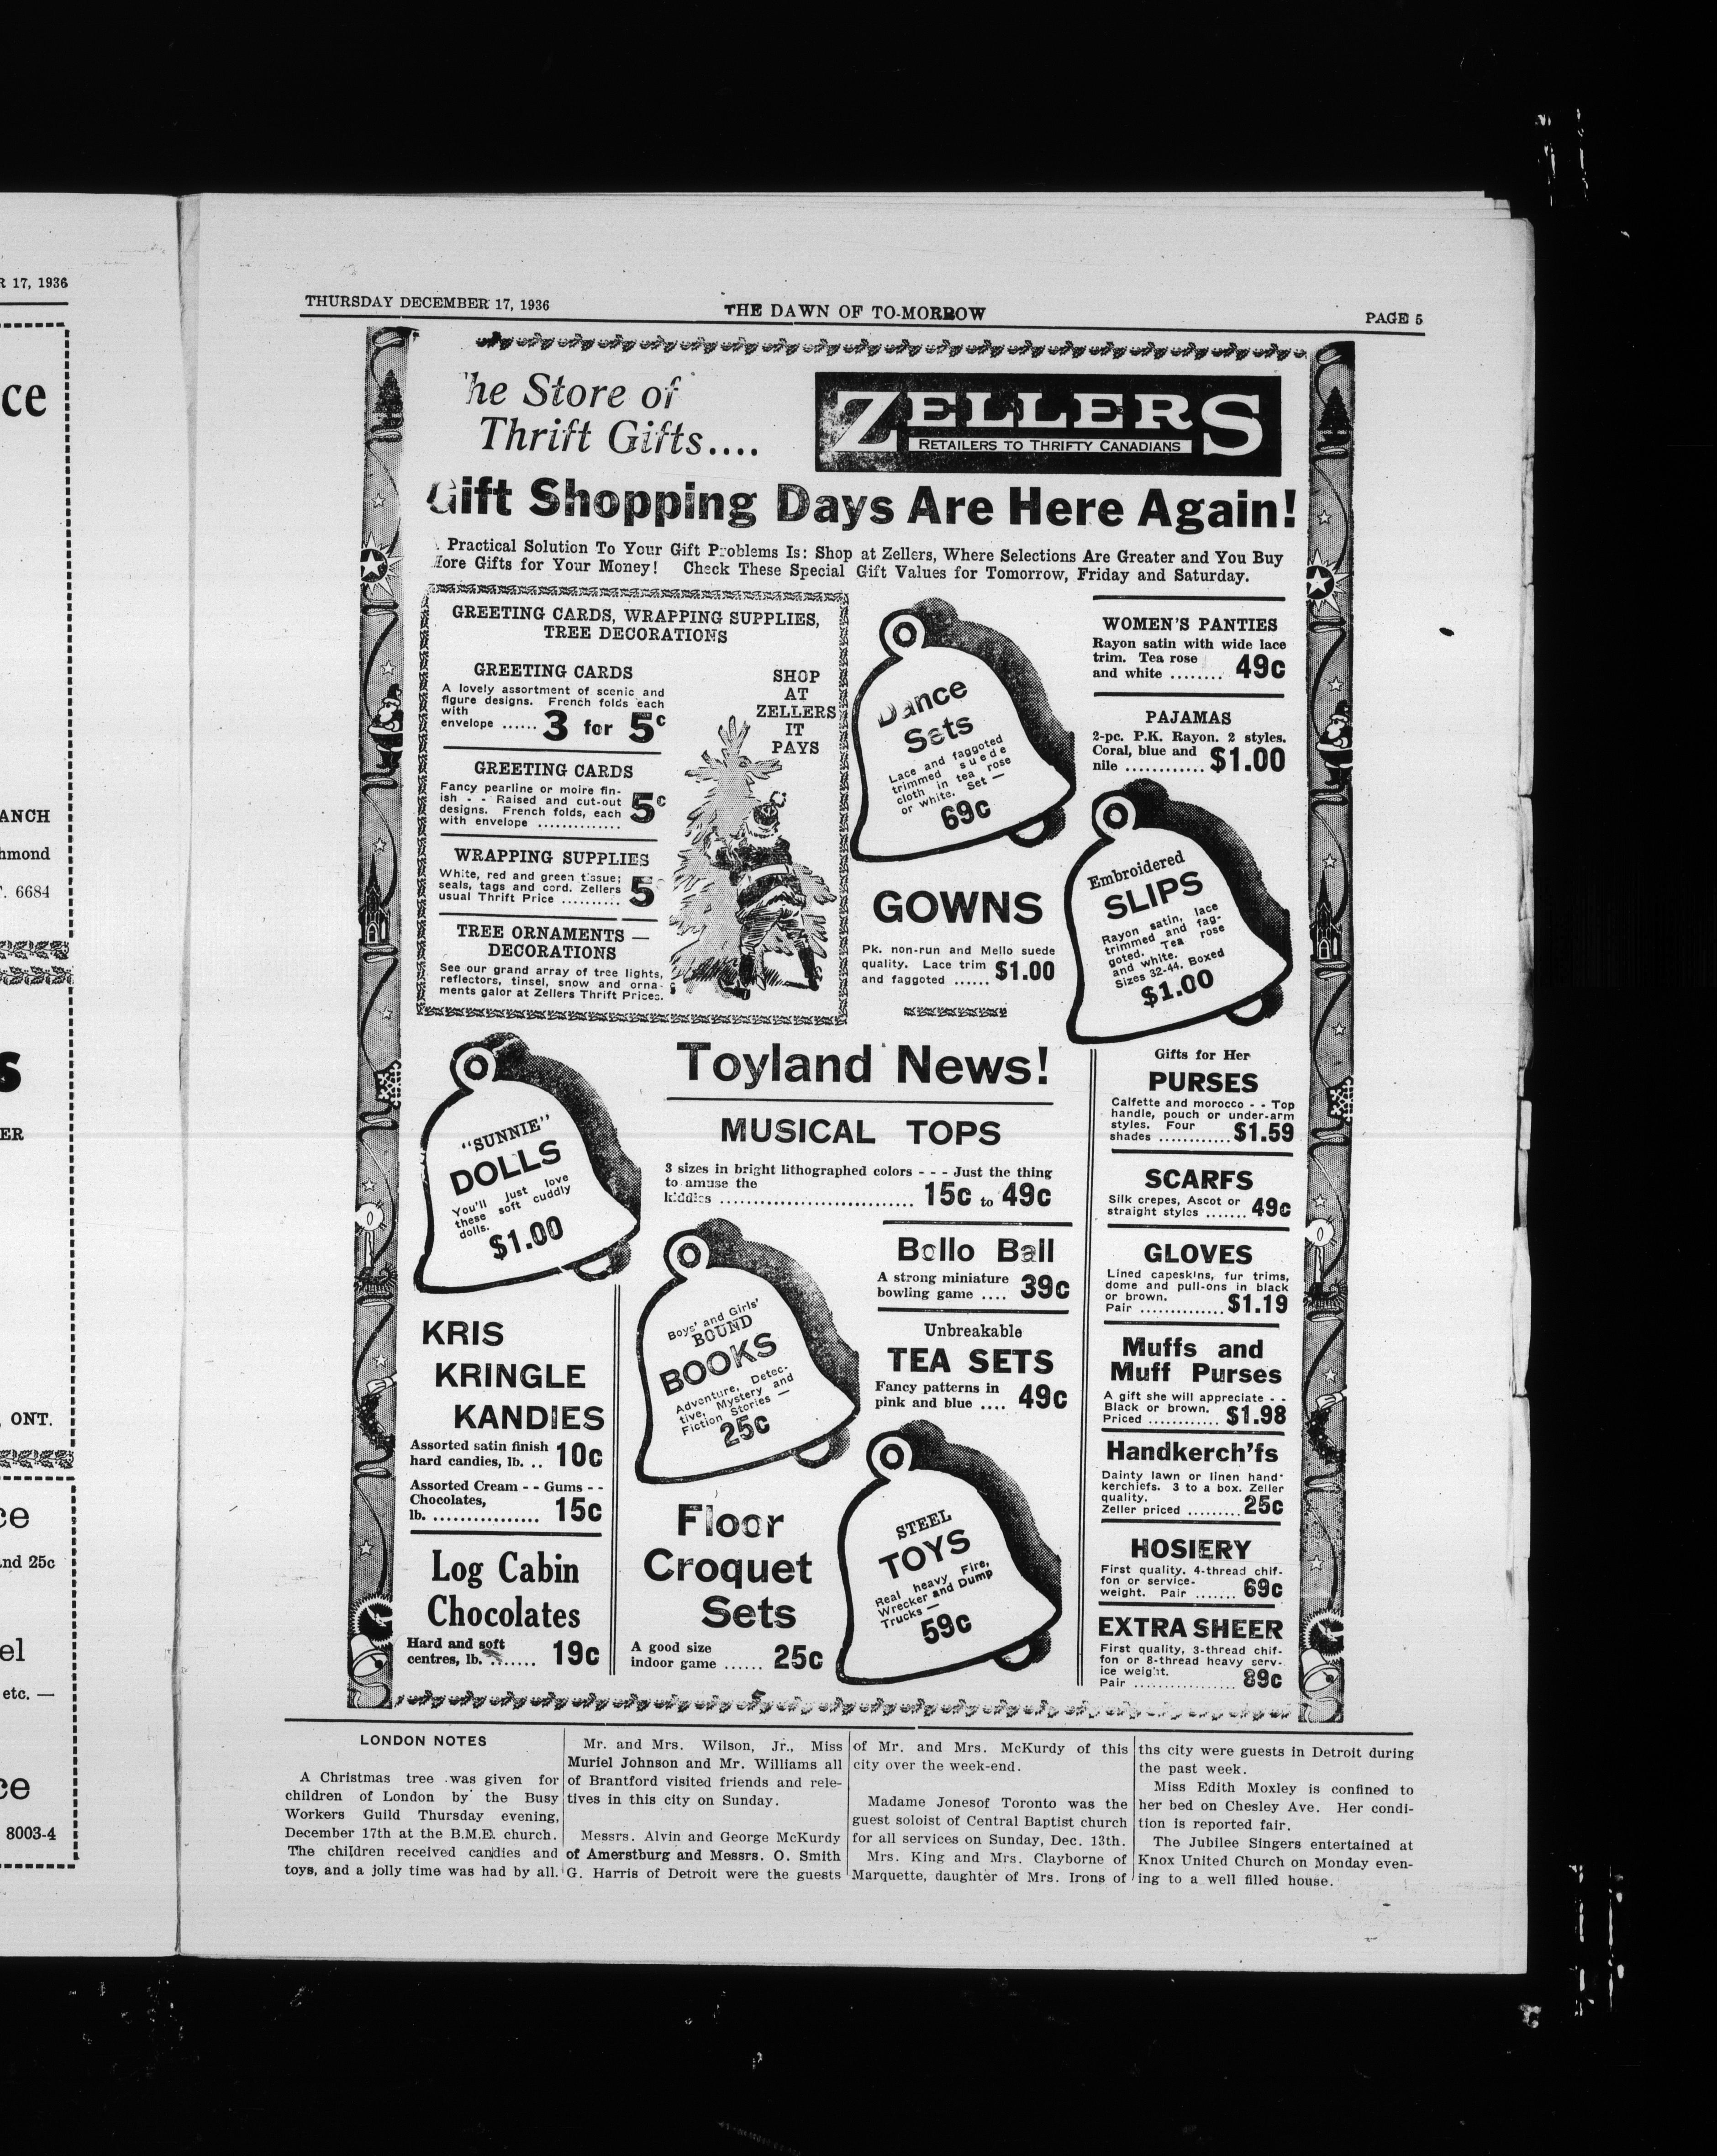 R 17, 1936
ce
ANCH
hmond
. 6684
s
ER
, ONT.
ce
nd 25c
el
etc. —
ce
8003-4
THURSDAY DECEMBER 17, 1936
THE DAWN OF TO-MORROW
PAGE 5
he Store of
Thrift Gifts....
ZELLERS
RETAILERS TO THRIFTY CANADIANS
Gift Shopping Days Are Here Again!
Practical Solution To Your Gift Problems Is: Shop at Zellers, Where Selections Are Greater and You Buy
More Gifts for Your Money! Check These Special Gift Values for Tomorrow, Friday and Saturday.
GREETING CARDS, WRAPPING SUPPLIES,
TREE DECORATIONS
GREETING CARDS
A lovely assortment of scenic and
figure designs. French folds each
with
envelope ...... 3 for 5c
GREETING CARDS
Fancy pearline or moire fin-
ish - - Raised and cut-out
designs. French folds, each
with envelope .............. 5c
WRAPPING SUPPLIES
White, red and green tissue;
seals, tags and cord. Zellers
usual Thrift Price .......... 5
TREE ORNAMENTS —
DECORATIONS
See our grand array of tree lights,
reflectors, tinsel, snow and orna-
ments galor at Zellers Thrift Prices.
SHOP
AT
ZELLERS
IT
PAYS
Dance
Sets
Lace and faggoted
trimmed suede
cloth in tea rose
or white. Set —
69c
WOMEN'S PANTIES
Rayon satin with wide lace
trim. Tea rose
and white ........ 49c
PAJAMAS
2-pc. P.K. Rayon. 2 styles.
Coral, blue and
nile ............ $1.00
GOWNS
Pk. non-run and Mello suede
quality. Lace trim
and faggoted ...... $1.00
Embroidered
SLIPS
Rayon satin, lace
trimmed and fag-
goted. Tea rose
and white.
Sizes 32-44. Boxed
$1.00
"SUNNIE"
DOLLS
You'll just love
these soft cuddly
dolls.
$1.00
Toyland News!
MUSICAL TOPS
3 sizes in bright lithographed colors - - - Just the thing
to amuse the
kiddies ............................ 15c to 49c
Bollo Ball
A strong miniature
bowling game .... 39c
Unbreakable
TEA SETS
Fancy patterns in
pink and blue .... 49c
Boys' and Girls'
BOUND
BOOKS
Adventure, Detec-
tive, Mystery and
Fiction Stories —
25c
KRIS
KRINGLE
KANDIES
Assorted satin finish
hard candies, lb. .. 10c
Assorted Cream - - Gums - -
Chocolates,
lb. ................ 15c
Log Cabin
Chocolates
Hard and soft
centres, lb. ....... 19c
Floor
Croquet
Sets
A good size
indoor game ...... 25c
STEEL
TOYS
Real heavy Fire,
Wrecker and Dump
Trucks —
59c
Gifts for Her
PURSES
Calfette and morocco - - Top
handle, pouch or under-arm
styles. Four
shades ............ $1.59
SCARFS
Silk crepes, Ascot or
straight styles ....... 49c
GLOVES
Lined capeskins, fur trims,
dome and pull-ons in black
or brown.
Pair .............. $1.19
Muffs and
Muff Purses
A gift she will appreciate - -
Black or brown.
Priced ............ $1.98
Handkerch'fs
Dainty lawn or linen hand-
kerchiefs. 3 to a box. Zeller
quality.
Zeller priced ......... 25c
HOSIERY
First quality, 4-thread chif-
fon or service-
weight. Pair ....... 69c
EXTRA SHEER
First quality, 3-thread chif-
fon or 8-thread heavy serv-
ice weight.
Pair ................. 89c
LONDON NOTES
A Christmas tree was given for
children of London by the Busy
Workers Guild Thursday evening,
December 17th at the B.M.E. church.
The children received candies and
toys, and a jolly time was had by all.
Mr. and Mrs. Wilson, Jr., Miss
Muriel Johnson and Mr. Williams all
of Brantford visited friends and rele-
tives in this city on Sunday.
Messrs. Alvin and George McKurdy
of Amerstburg and Messrs. O. Smith
G. Harris of Detroit were the guests
of Mr. and Mrs. McKurdy of this
city over the week-end.
Madame Jonesof Toronto was the
guest soloist of Central Baptist church
for all services on Sunday, Dec. 13th.
Mrs. King and Mrs. Clayborne of
Marquette, daughter of Mrs. Irons of
ths city were guests in Detroit during
the past week.
Miss Edith Moxley is confined to
her bed on Chesley Ave. Her condi-
tion is reported fair.
The Jubilee Singers entertained at
Knox United Church on Monday even-
ing to a well filled house.